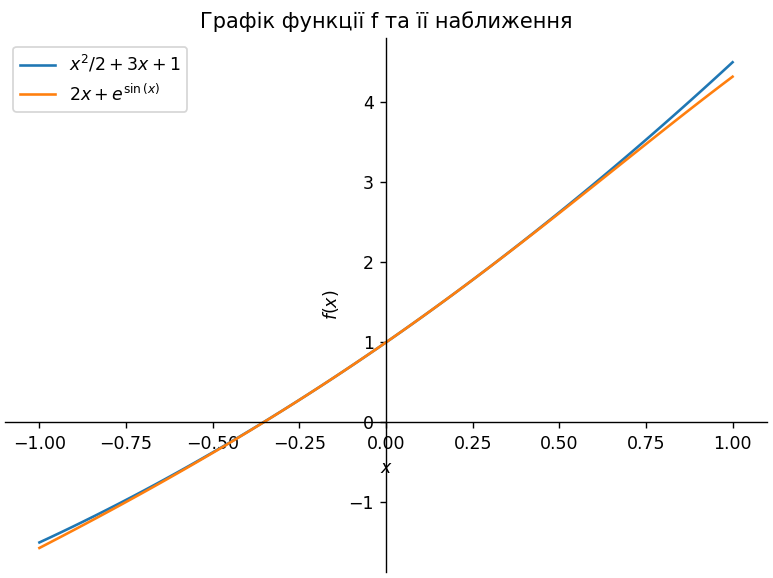 Графік функції f та її наближення
x²/2 + 3x + 1
2x + e^sin (x)
4
3
f(x)
2
1
0
−1.00 −0.75 −0.50 −0.25 0.00 0.25 0.50 0.75 1.00
x
−1